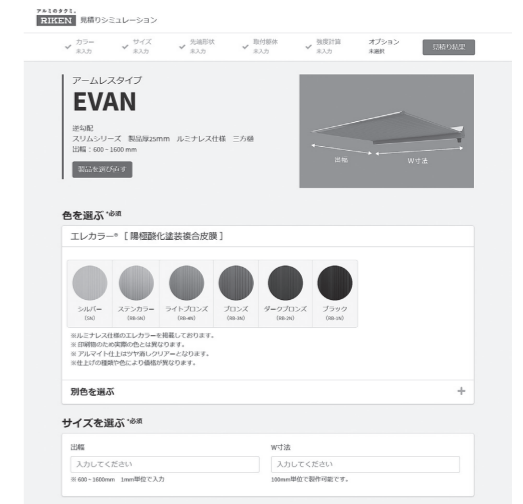 アルミのタクミ。
RIKEN 見積りシミュレーション
カラー
未入力
サイズ
未入力
先端形状
未入力
取付躯体
未入力
強度計算
未入力
オプション
未選択
見積り結果
アームレスタイプ
EVAN
逆勾配
スリムシリーズ 製品厚25mm ルミナレス仕様 三方樋
出幅：600 ~ 1600 mm
製品を選び直す
出幅
W寸法
色を選ぶ *必須
エレカラー®［ 陽極酸化塗装複合皮膜 ］
シルバー
ステンカラー
ライトブロンズ
ブロンズ
ダークブロンズ
ブラック
※ルミナレス仕様のエレカラーを掲載しております。
※ 印刷物のため実際の色とは異なります。
※ アルマイト仕上はツヤ消しクリアーとなります。
※仕上げの種類や色により価格が異なります。
別色を選ぶ +
サイズを選ぶ *必須
出幅
入力してください
※ 600 ~ 1600mm 1mm単位で入力
W寸法
入力してください
100mm単位で製作可能です。